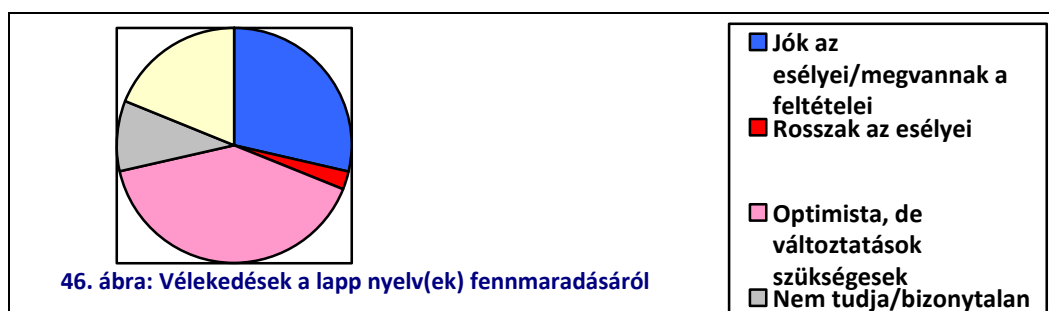 46. ábra: Vélekedések a lapp nyelv(ek) fennmaradásáról
Jók az
esélyei/megvannak a
feltételei
Rosszak az esélyei
Optimista, de
változtatások
szükségesek
Nem tudja/bizonytalan